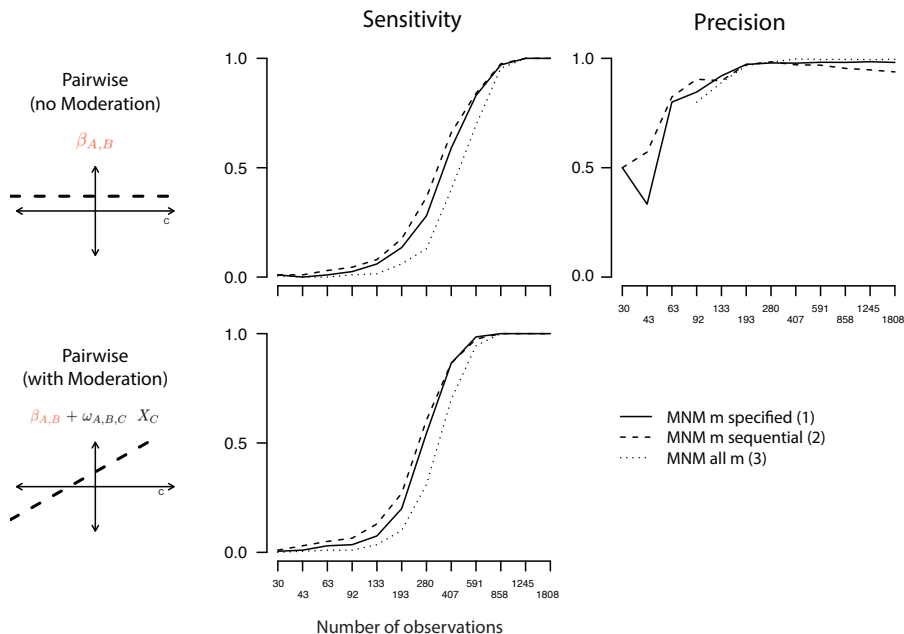 Sensitivity
Precision
Pairwise
(no Moderation)
β_{A,B}
C
1.0
0.5
0.0
1.0
0.5
0.0
30 43 63 92 133 193 280 407 591 858 1245 1808
Pairwise
(with Moderation)
β_{A,B} + ω_{A,B,C} X_C
C
1.0
0.5
0.0
30 43 63 92 133 193 280 407 591 858 1245 1808
MNM m specified (1)
MNM m sequential (2)
MNM all m (3)
Number of observations